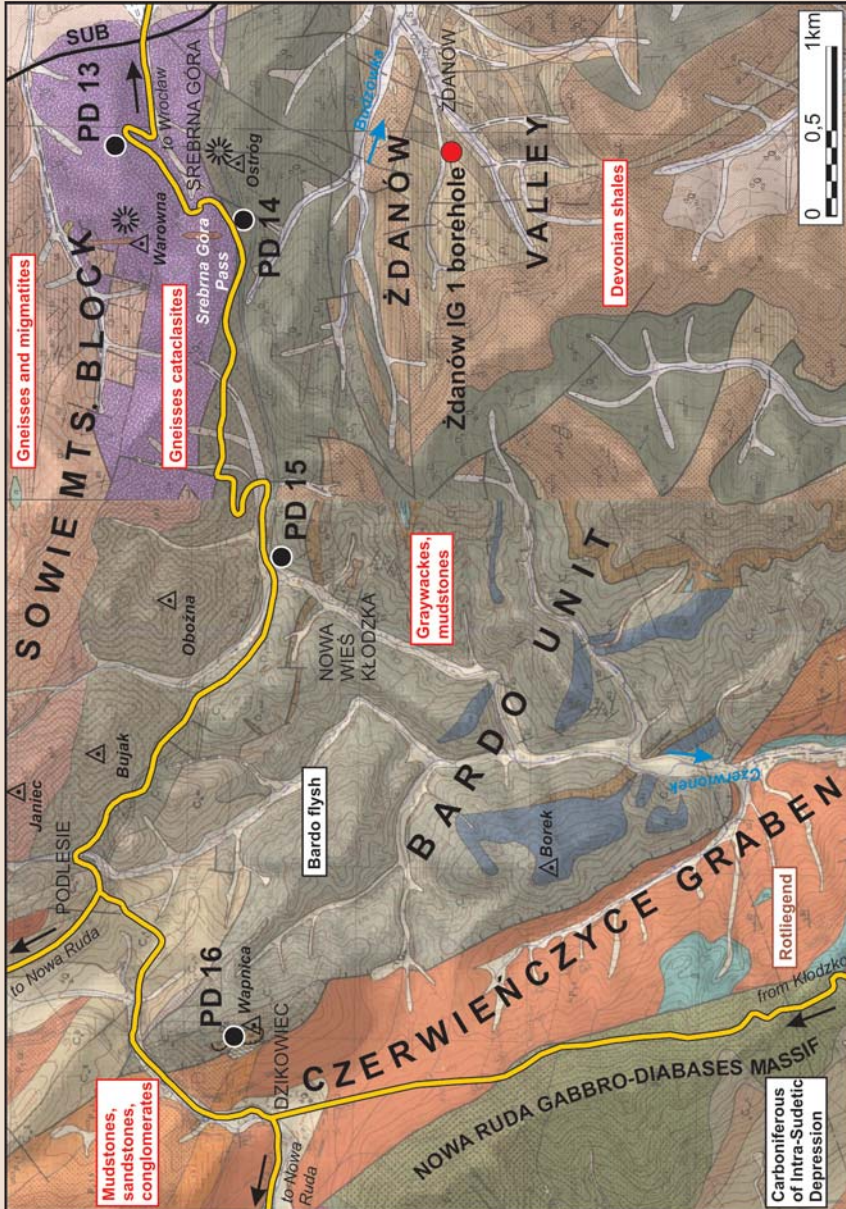 Gneisses and migmatites
SOWIE MTS. BLOCK
SUB
PD 13
to Wrocław
SREBRNA GÓRA
Warowna
Gneisses cataclasites
Srebrna Góra
Pass
PD 14
Ostróg
Budzówka
ŻDANÓW
ŻDANÓW
VALLEY
Żdanów IG 1 borehole
Devonian shales
0
0,5
1km
PD 15
Obożna
Janiec
Bujak
PODLESIE
to Nowa Ruda
NOWA
WIEŚ
KŁODZKA
Graywackes,
mudstones
Bardo flysch
BARDO UNIT
Borek
Czerwionek
PD 16
Wapnica
DZIKOWIEC
Mudstones,
sandstones,
conglomerates
to Nowa
Ruda
CZERWIEŃCZYCE GRABEN
Rotliegend
from Kłodzko
NOWA RUDA GABBRO-DIABASES MASSIF
Carboniferous
of Intra-Sudetic
Depression